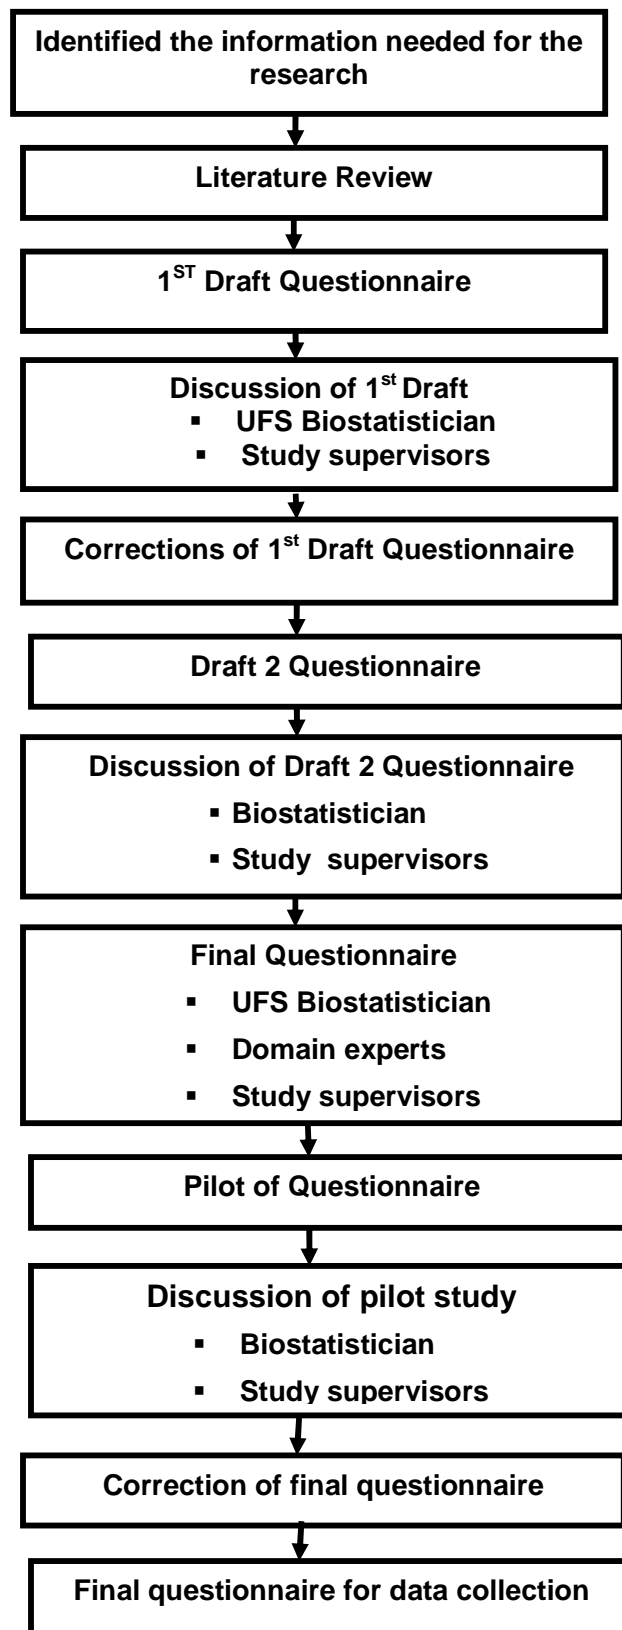 Identified the information needed for the
research
Literature Review
1ST Draft Questionnaire
Discussion of 1st Draft
▪ UFS Biostatistician
▪ Study supervisors
Corrections of 1st Draft Questionnaire
Draft 2 Questionnaire
Discussion of Draft 2 Questionnaire
▪ Biostatistician
▪ Study supervisors
Final Questionnaire
▪ UFS Biostatistician
▪ Domain experts
▪ Study supervisors
Pilot of Questionnaire
Discussion of pilot study
▪ Biostatistician
▪ Study supervisors
Correction of final questionnaire
Final questionnaire for data collection